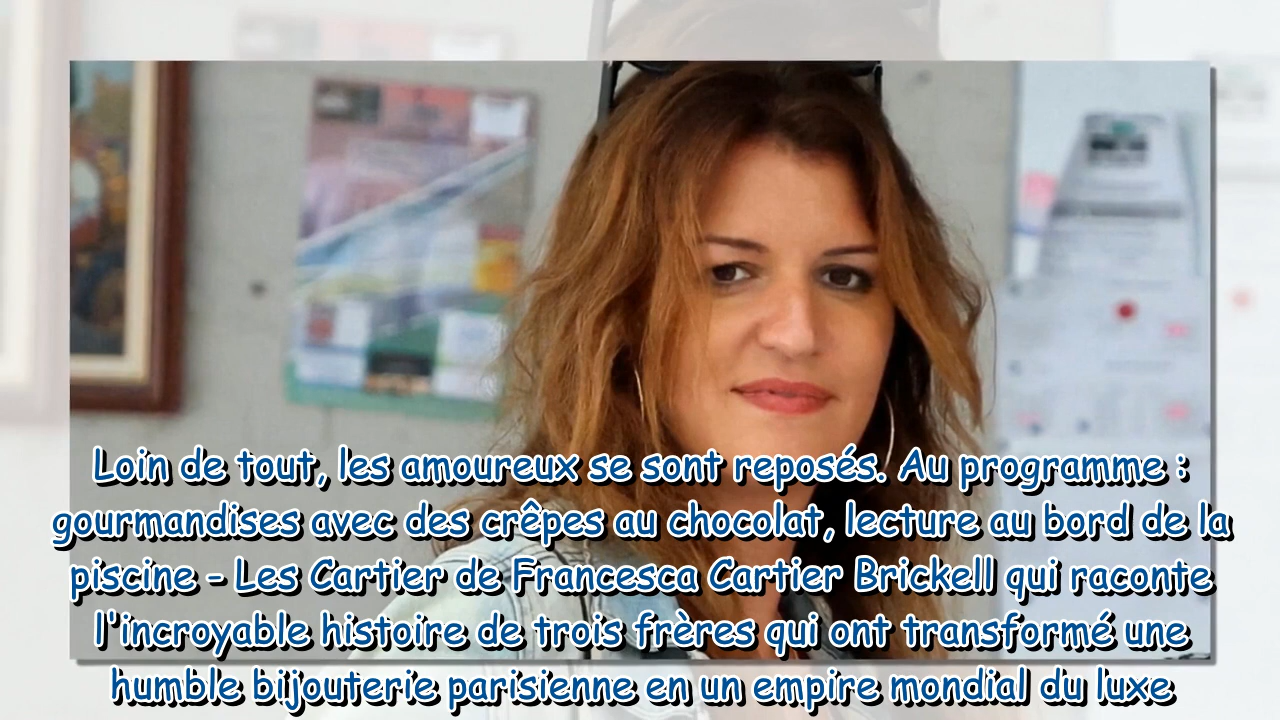 Loin de tout, les amoureux se sont reposés. Au programme :
gourmandises avec des crêpes au chocolat, lecture au bord de la
piscine - Les Cartier de Francesca Cartier Brickell qui raconte
l'incroyable histoire de trois frères qui ont transformé une
humble bijouterie parisienne en un empire mondial du luxe